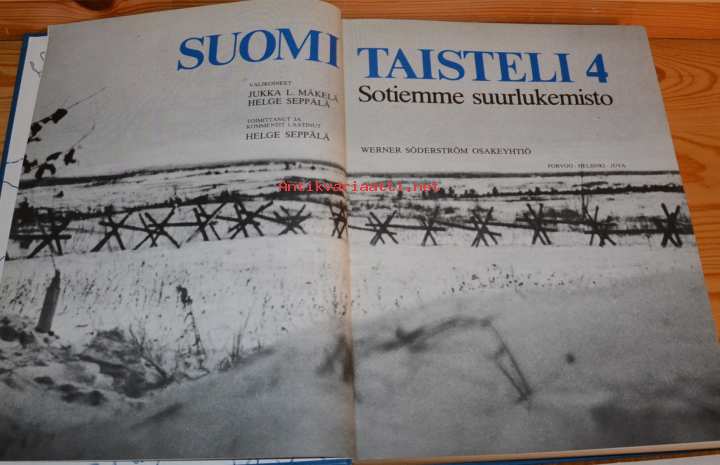 SUOMI TAISTELI 4
Sotiemme suurlukemisto
VALIKOINEET
JUKKA L. MÄKELÄ
HELGE SEPPÄLÄ
TOIMITTANUT JA
KOMMENTIT LAATINUT
HELGE SEPPÄLÄ
WERNER SÖDERSTRÖM OSAKEYHTIÖ
PORVOO · HELSINKI · JUVA
Antikvariaatti.net